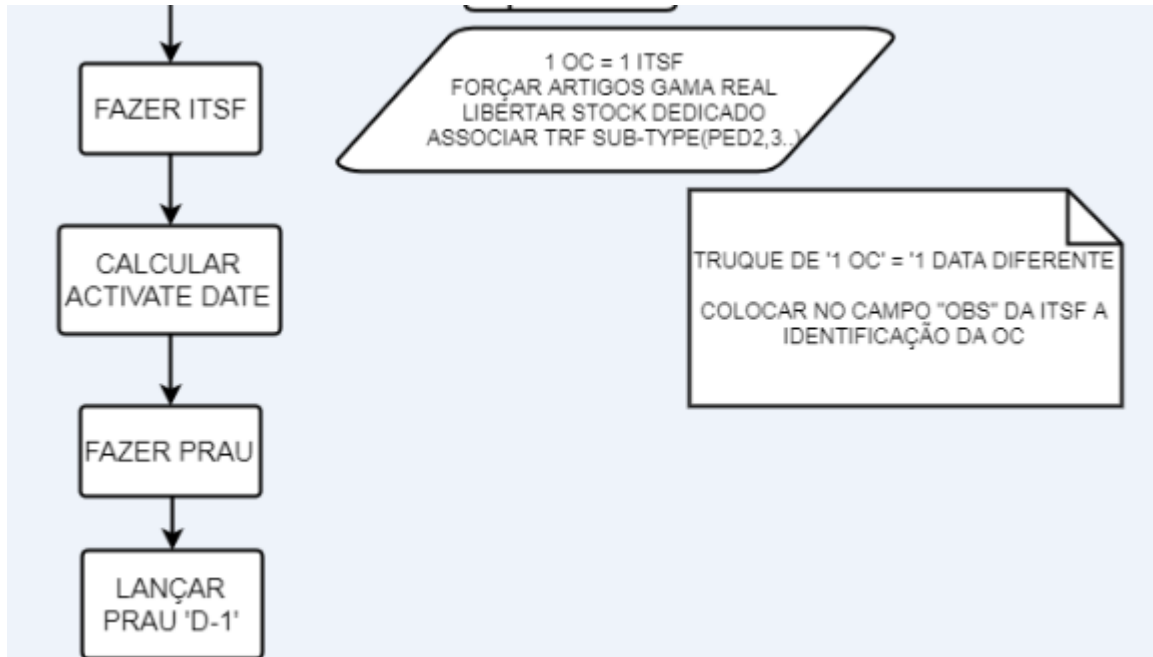 FAZER ITSF
1 OC = 1 ITSF
FORÇAR ARTIGOS GAMA REAL
LIBERTAR STOCK DEDICADO
ASSOCIAR TRF SUB-TYPE(PED2,3..)
CALCULAR
ACTIVATE DATE
TRUQUE DE '1 OC' = '1 DATA DIFERENTE
COLOCAR NO CAMPO "OBS" DA ITSF A
IDENTIFICAÇÃO DA OC
FAZER PRAU
LANÇAR
PRAU 'D-1'